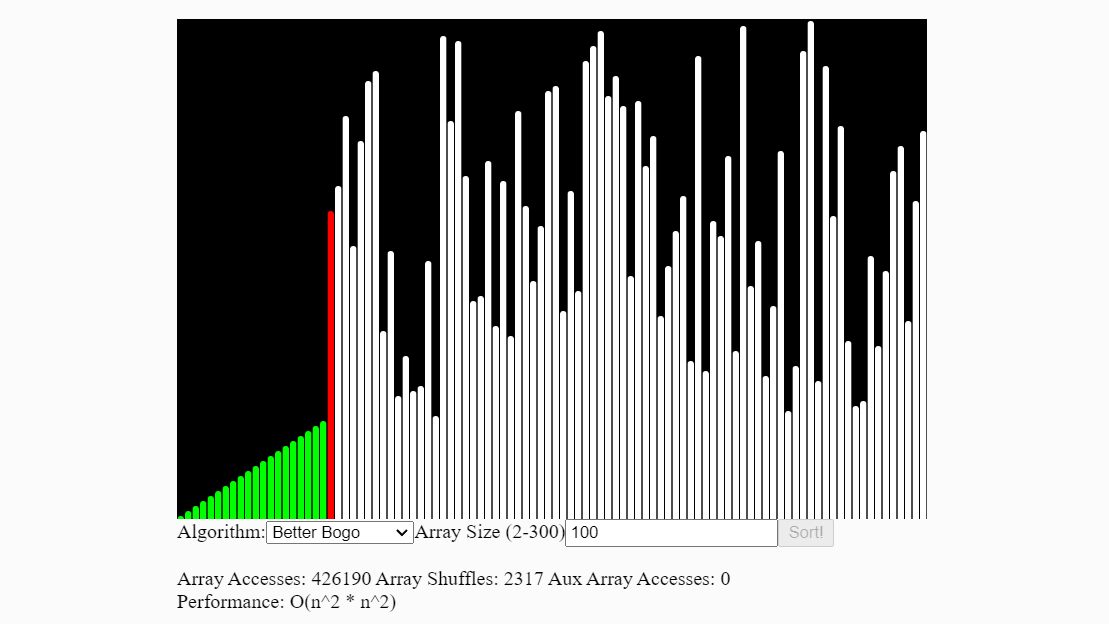 Algorithm: Better Bogo Array Size (2-300) 100 Sort!
Array Accesses: 426190 Array Shuffles: 2317 Aux Array Accesses: 0
Performance: O(n^2 * n^2)